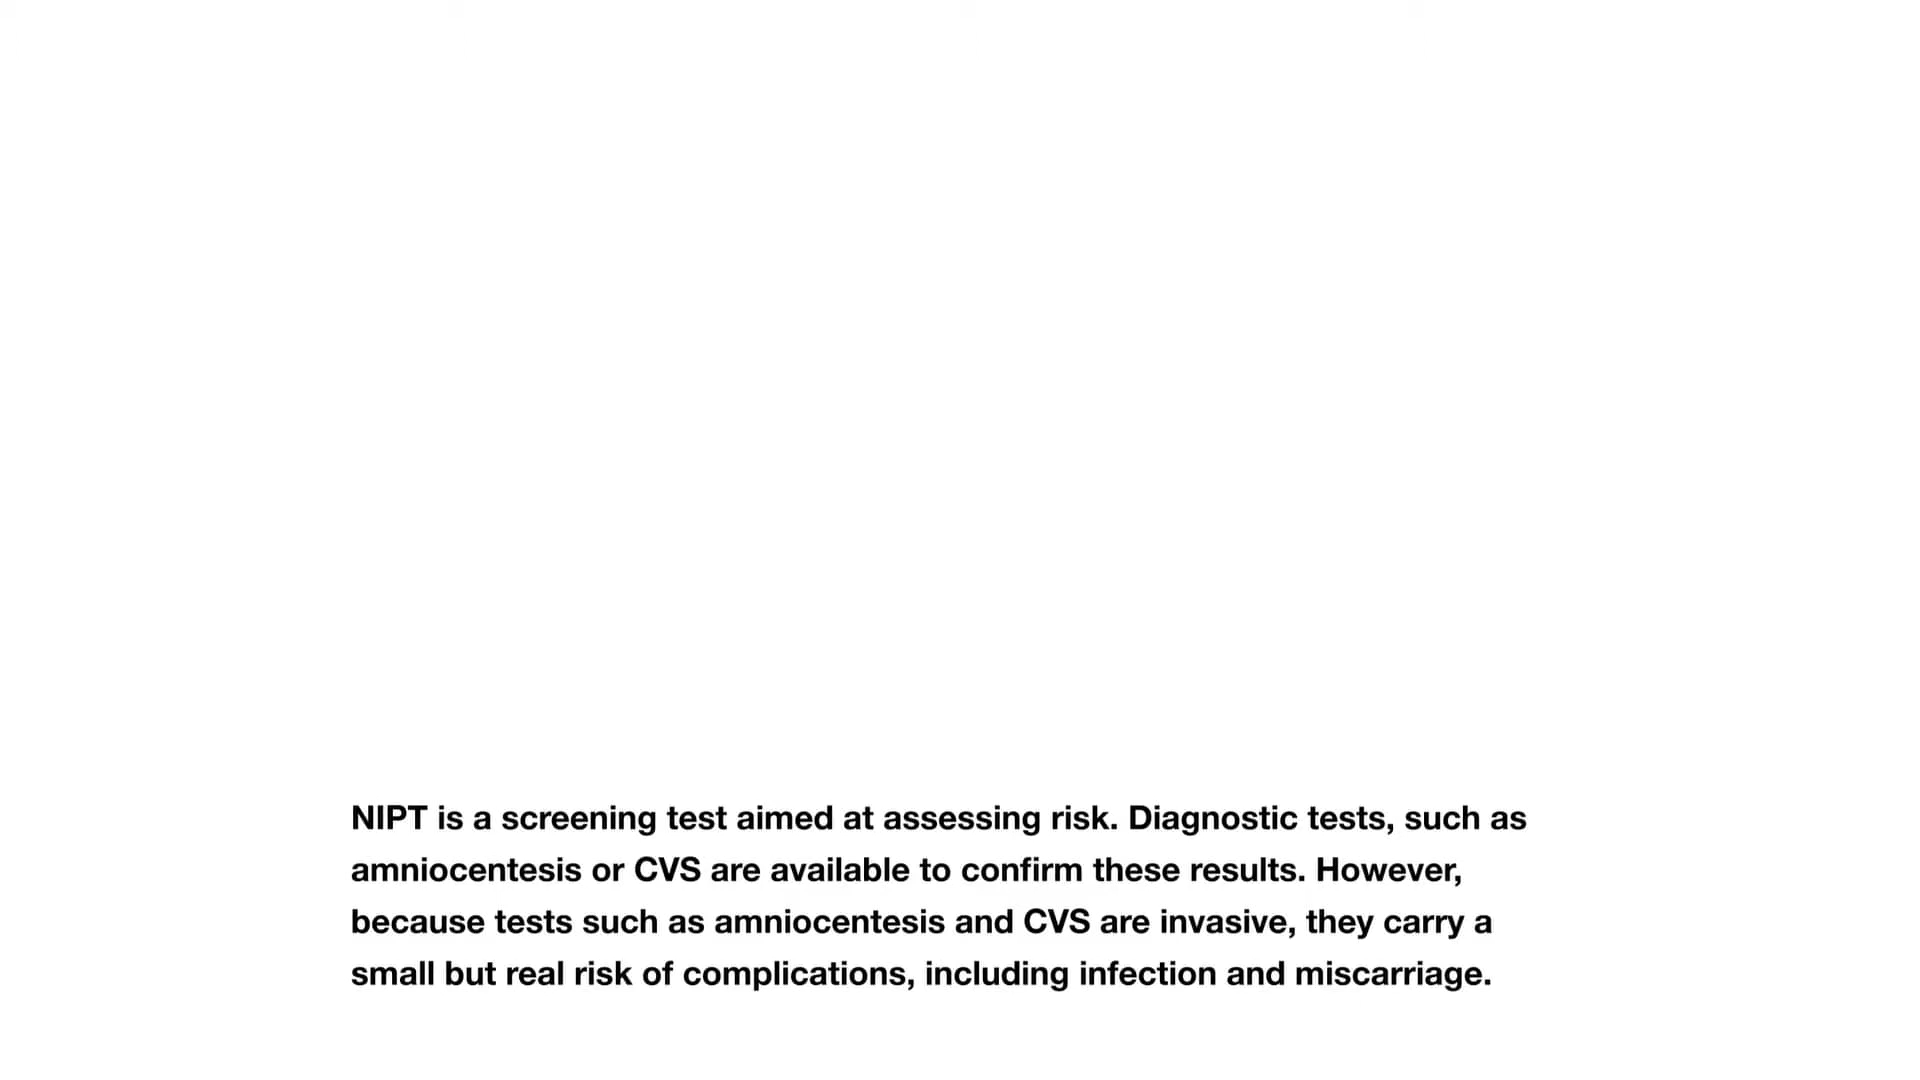 NIPT is a screening test aimed at assessing risk. Diagnostic tests, such as
amniocentesis or CVS are available to confirm these results. However,
because tests such as amniocentesis and CVS are invasive, they carry a
small but real risk of complications, including infection and miscarriage.